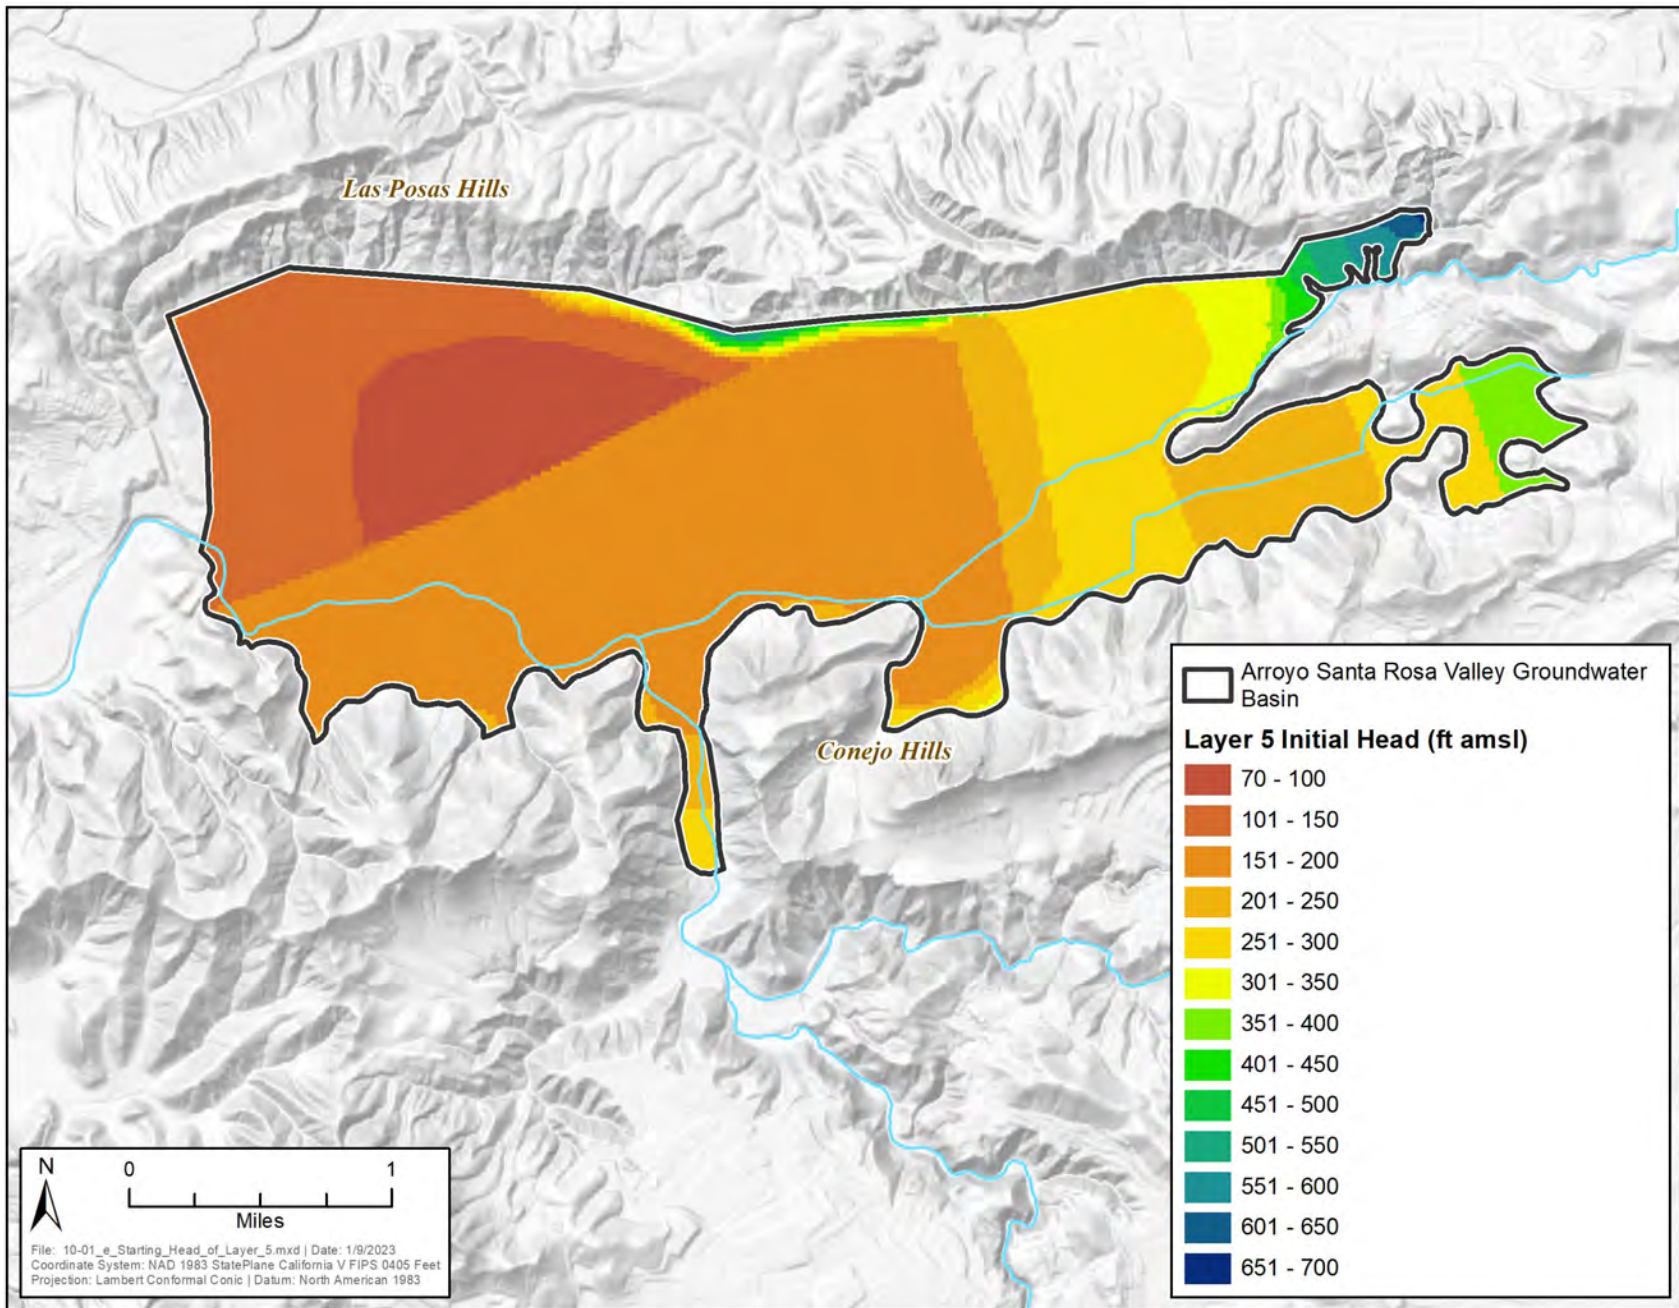 Las Posas Hills
Conejo Hills
Arroyo Santa Rosa Valley Groundwater
Basin
Layer 5 Initial Head (ft amsl)
70 - 100
101 - 150
151 - 200
201 - 250
251 - 300
301 - 350
351 - 400
401 - 450
451 - 500
501 - 550
551 - 600
601 - 650
651 - 700
N
0 1
Miles
File: 10-01_e_Starting_Head_of_Layer_5.mxd | Date: 1/9/2023
Coordinate System: NAD 1983 StatePlane California V FIPS 0405 Feet
Projection: Lambert Conformal Conic | Datum: North American 1983